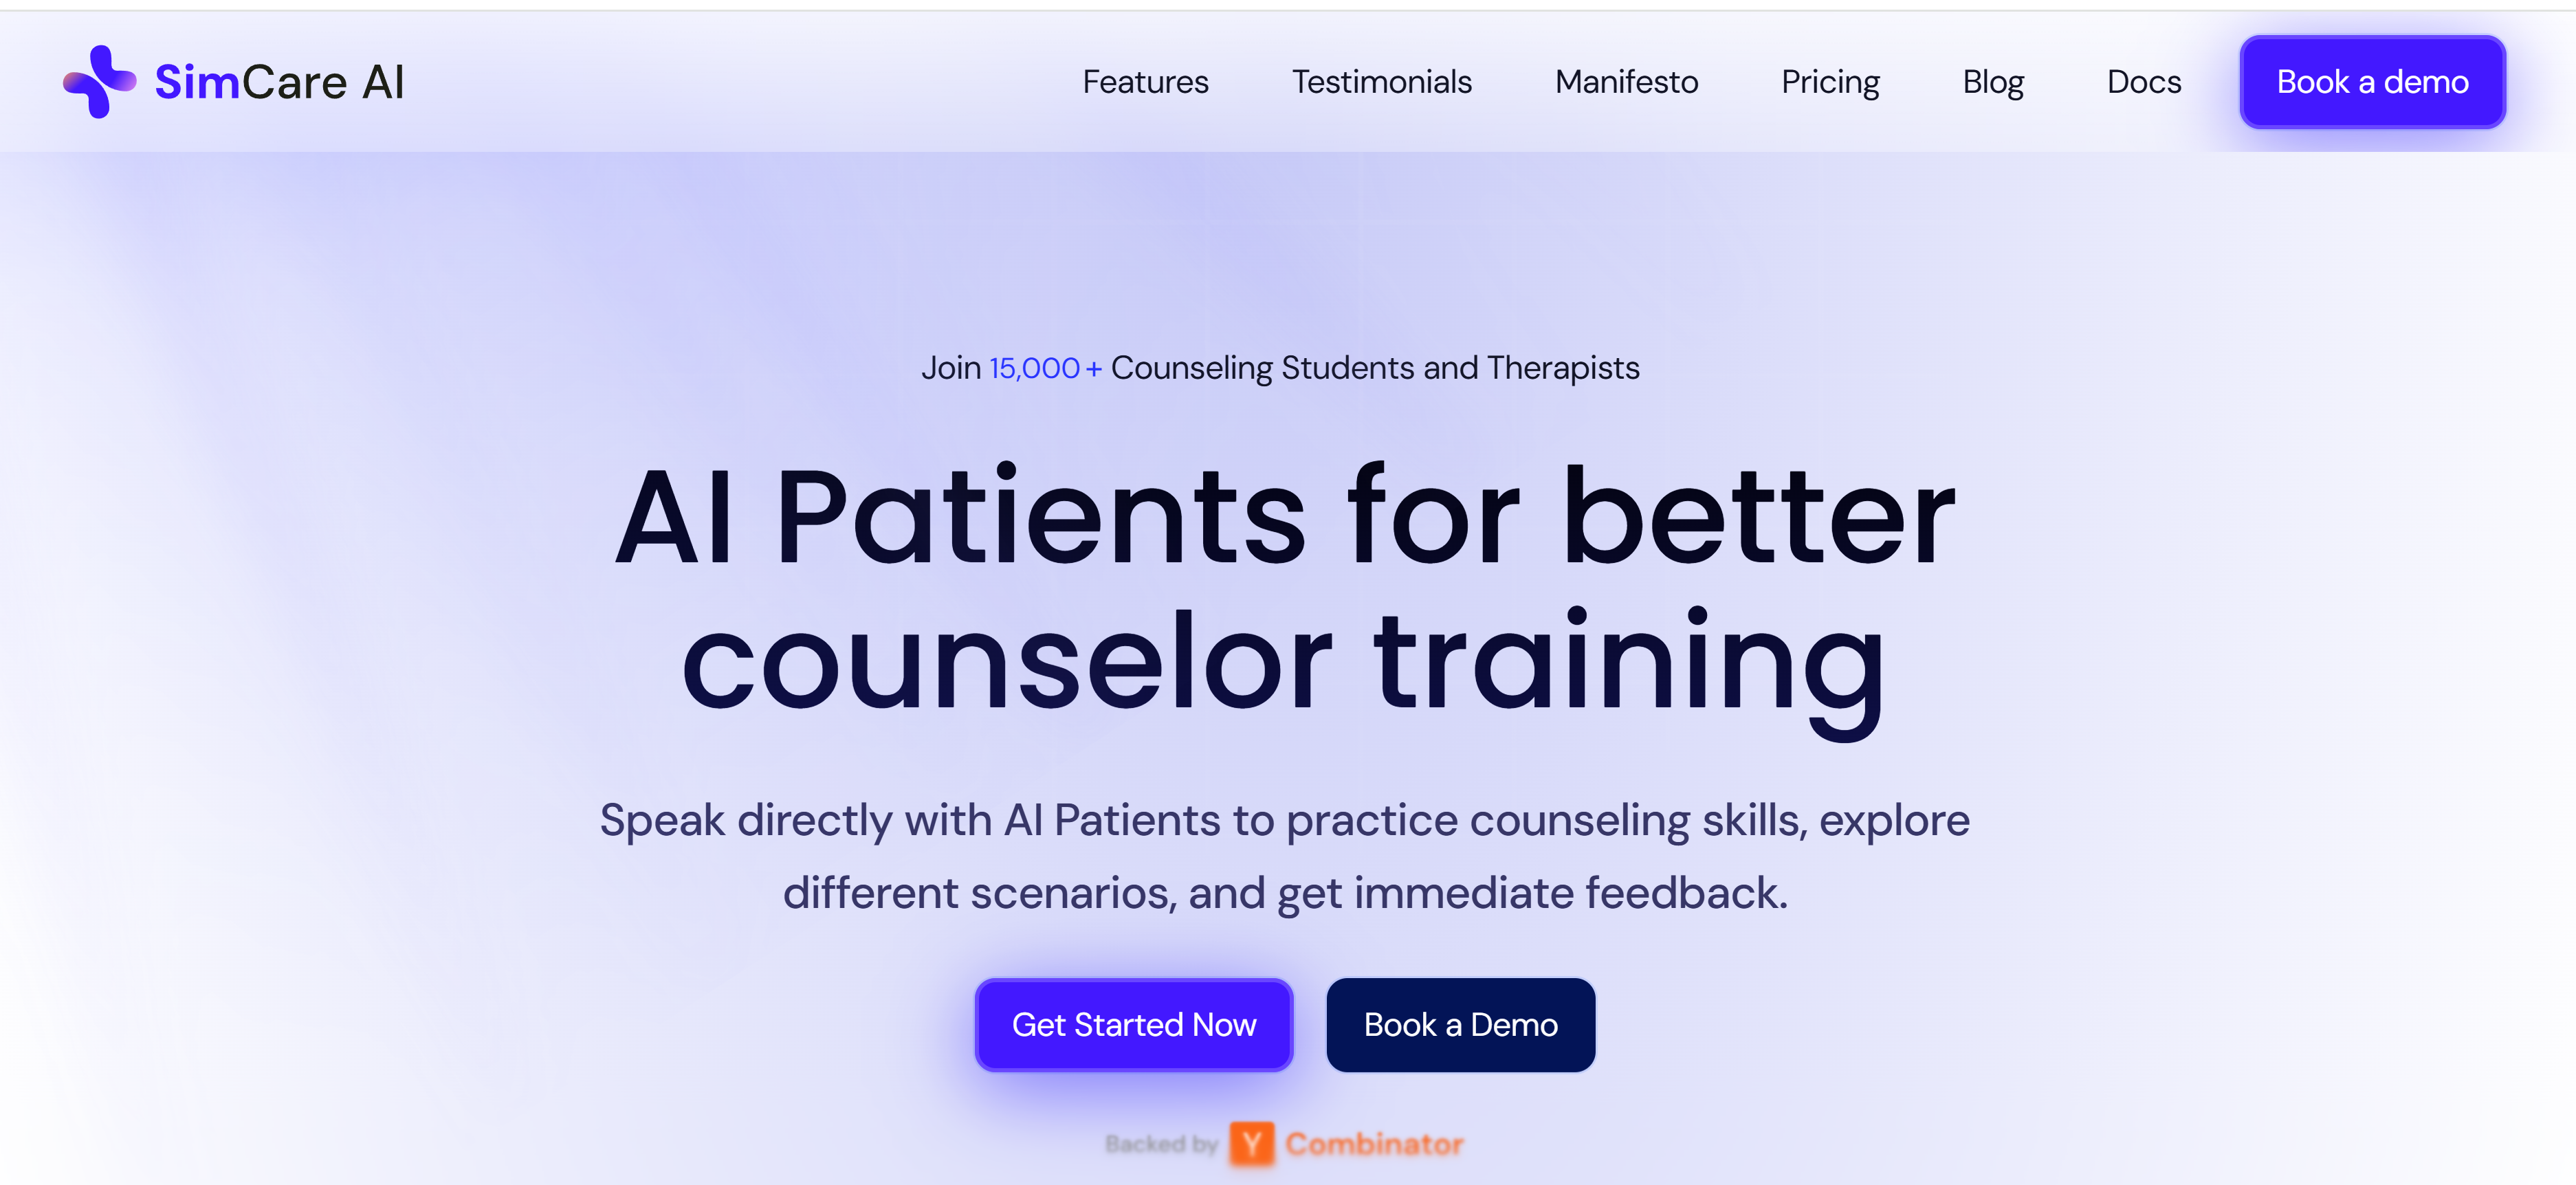 SimCare AI
Features
Testimonials
Manifesto
Pricing
Blog
Docs
Book a demo
Join 15,000+ Counseling Students and Therapists
AI Patients for better
counselor training
Speak directly with AI Patients to practice counseling skills, explore
different scenarios, and get immediate feedback.
Get Started Now
Book a Demo
Backed by Y Combinator